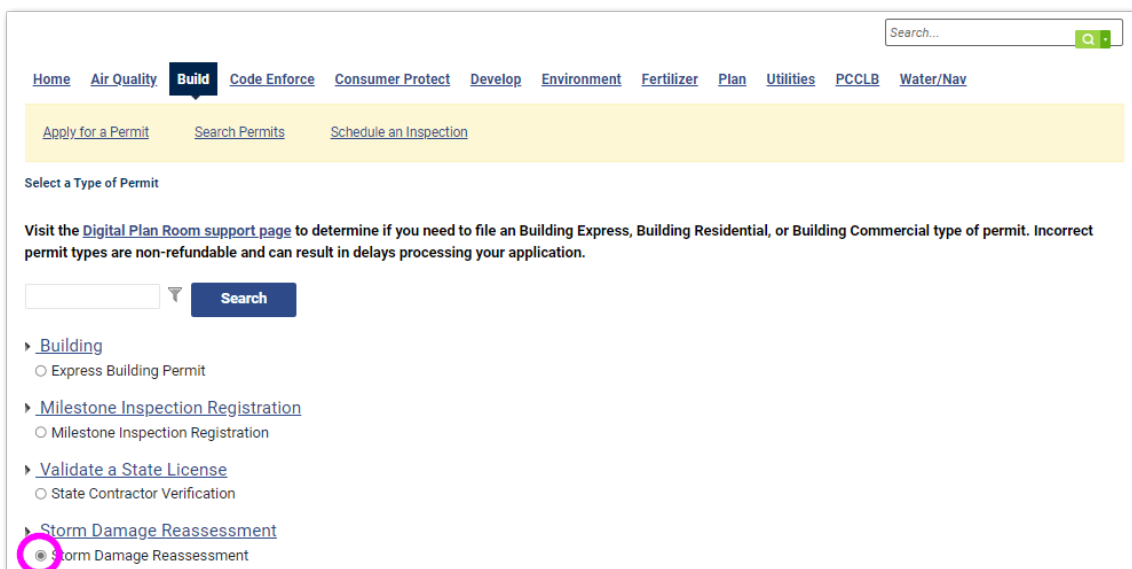 Search...
Home Air Quality Build Code Enforce Consumer Protect Develop Environment Fertilizer Plan Utilities PCCLB Water/Nav
Apply for a Permit Search Permits Schedule an Inspection
Select a Type of Permit
Visit the Digital Plan Room support page to determine if you need to file an Building Express, Building Residential, or Building Commercial type of permit. Incorrect
permit types are non-refundable and can result in delays processing your application.
Search
Building
Express Building Permit
Milestone Inspection Registration
Milestone Inspection Registration
Validate a State License
State Contractor Verification
Storm Damage Reassessment
Storm Damage Reassessment